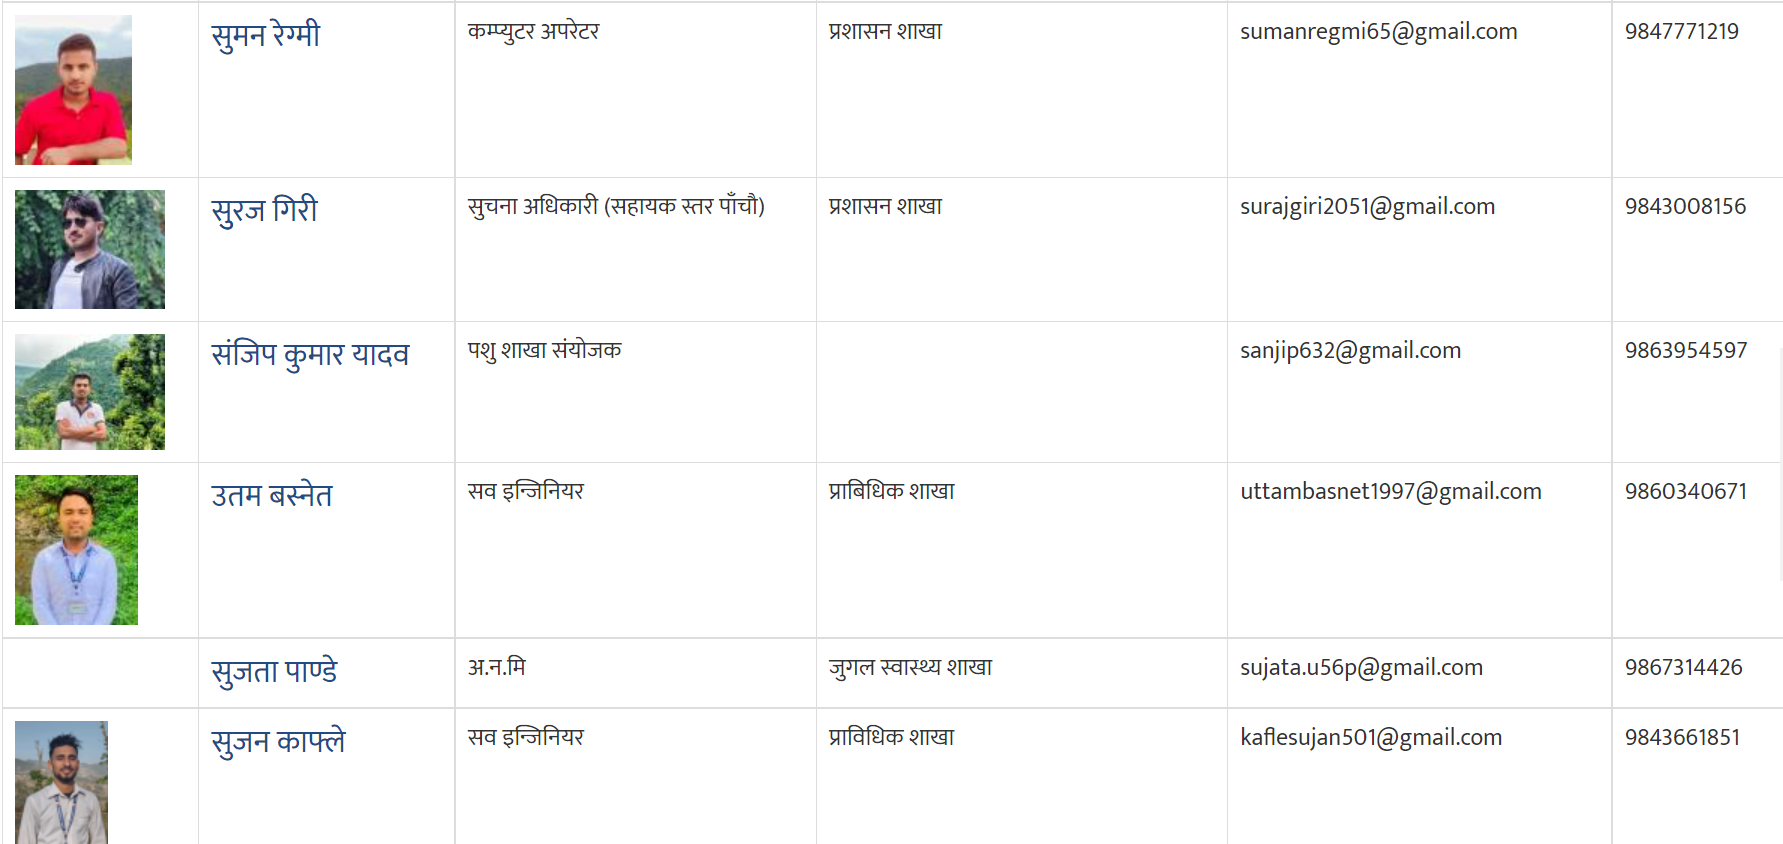 सुमन रेग्मी कम्प्युटर अपरेटर प्रशासन शाखा sumanregmi65@gmail.com 9847771219
सुरज गिरी सुचना अधिकारी (सहायक स्तर पाँचौ) प्रशासन शाखा surajgiri2051@gmail.com 9843008156
संजिप कुमार यादव पशु शाखा संयोजक sanjip632@gmail.com 9863954597
उतम बस्नेत सव इन्जिनियर प्राबिधिक शाखा uttambasnet1997@gmail.com 9860340671
सुजता पाण्डे अ.न.मि जुगल स्वास्थ्य शाखा sujata.u56p@gmail.com 9867314426
सुजन काफ्ले सव इन्जिनियर प्राविधिक शाखा kaflesujan501@gmail.com 9843661851